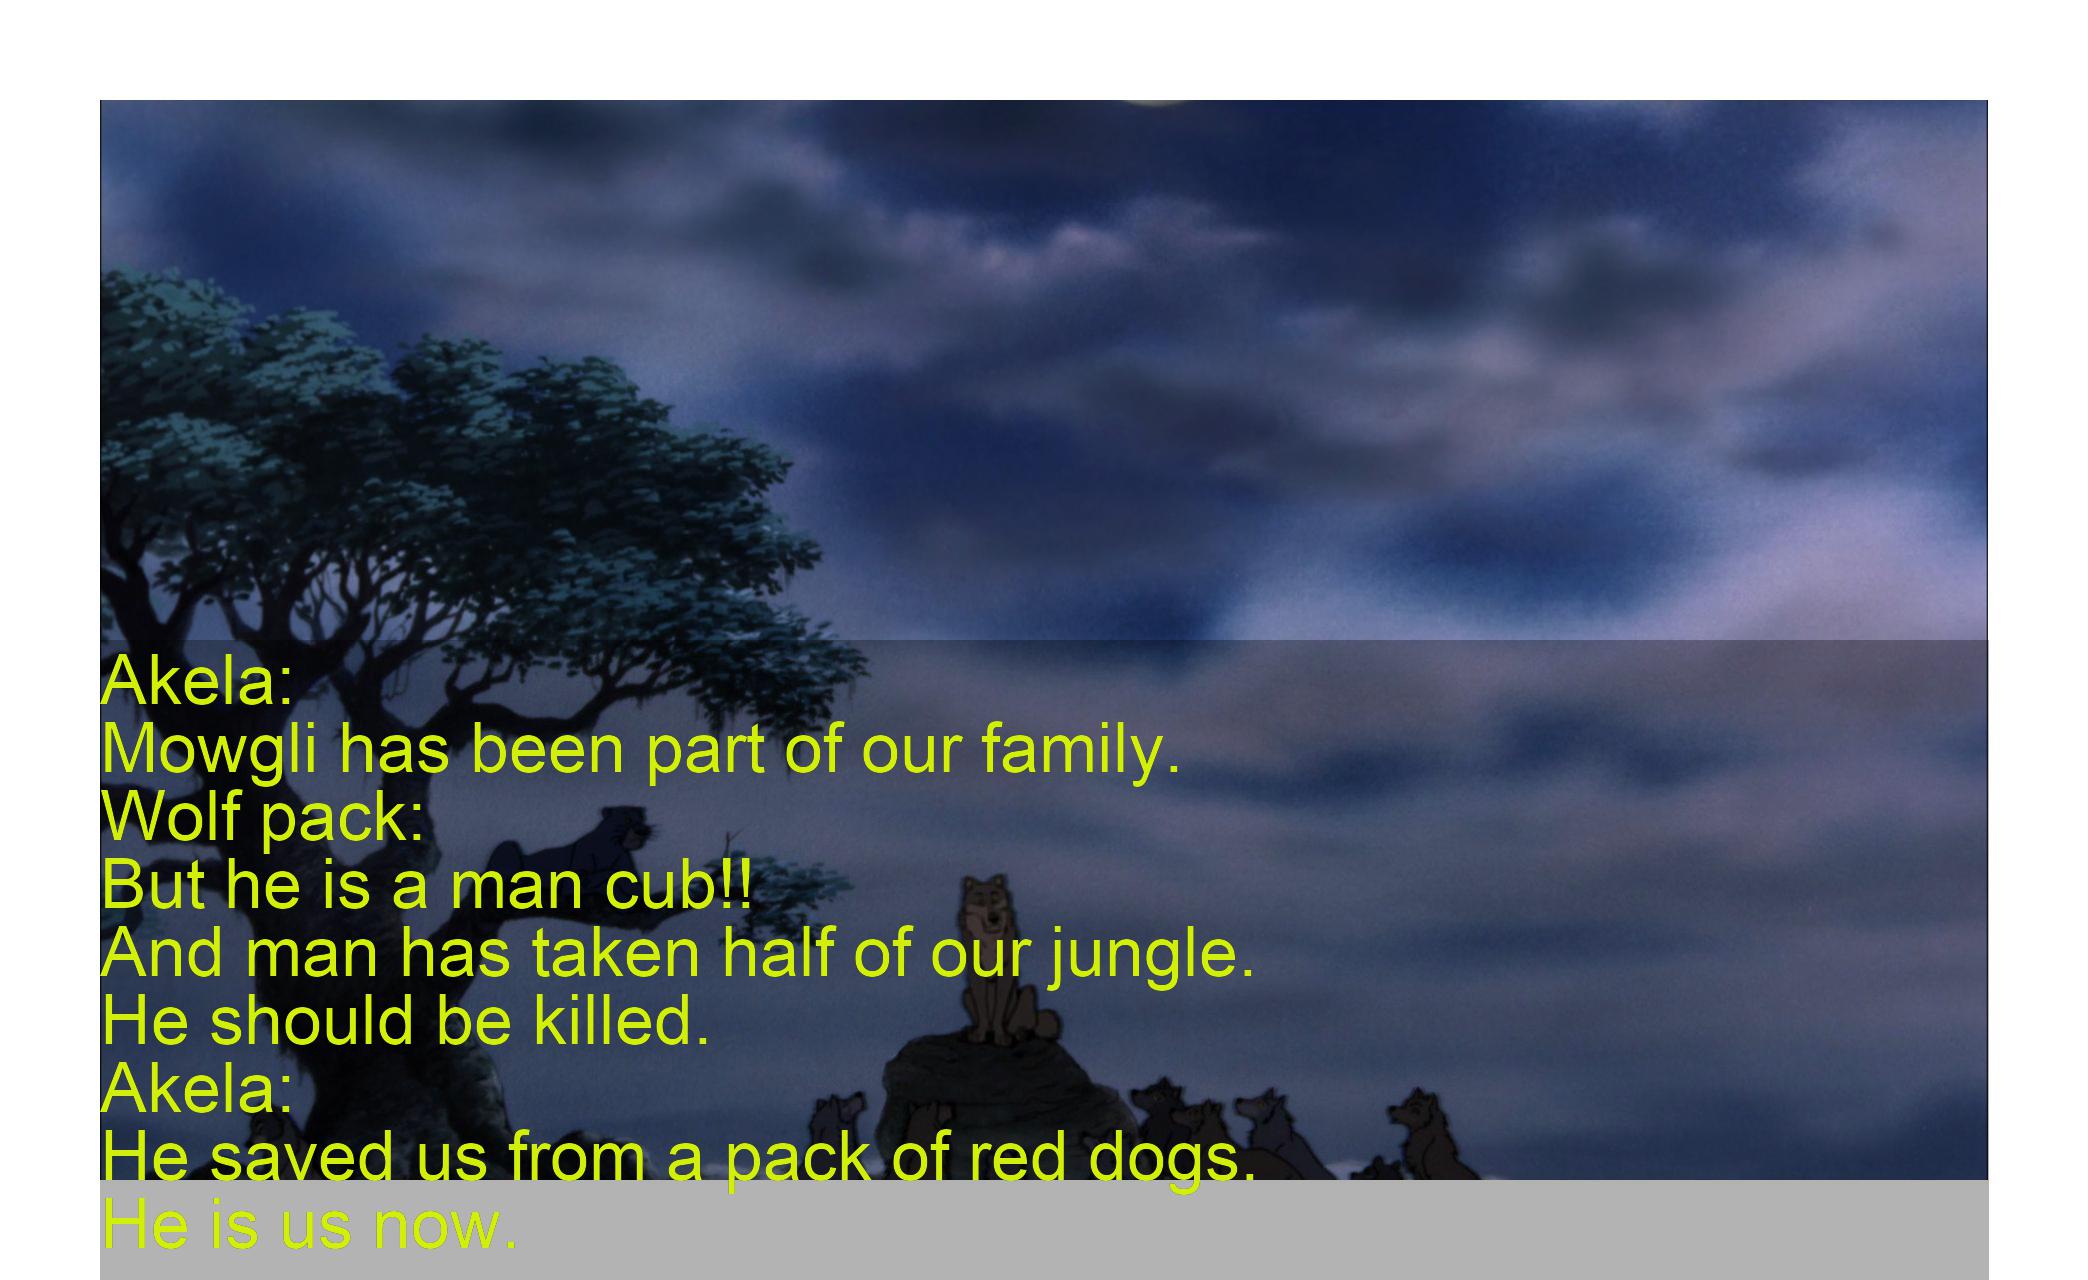 Akela:
Mowgli has been part of our family.
Wolf pack:
But he is a man cub!!
And man has taken half of our jungle.
He should be killed.
Akela:
He saved us from a pack of red dogs.
He is us now.